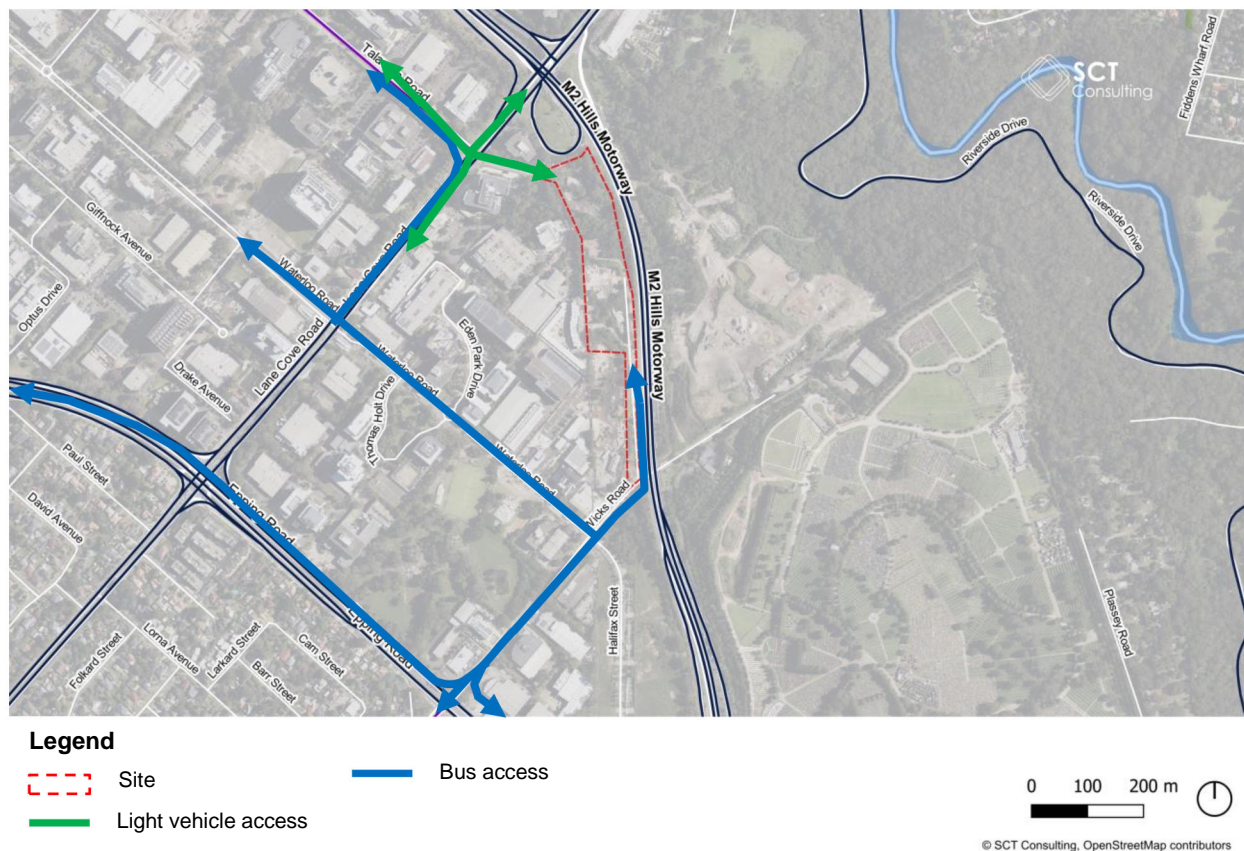 Talavera Road
M2 Hills Motorway
SCT
Consulting
Fiddens Wharf Road
Riverside Drive
Riverside Drive
Giffnock Avenue
Optus Drive
Waterloo Road
Lane Cove Road
M2 Hills Motorway
Eden Park Drive
Lane Cove Road
Waterloo Road
Drake Avenue
Thomas Holt Drive
Paul Street
Waterloo Road
Wicks Road
David Avenue
Epping Road
Halifax Street
Plassey Road
Epping Road
Larkard Street
Cam Street
Lorna Avenue
Folkard Street
Barr Street
Legend
Site
Bus access
Light vehicle access
0 100 200 m
© SCT Consulting, OpenStreetMap contributors